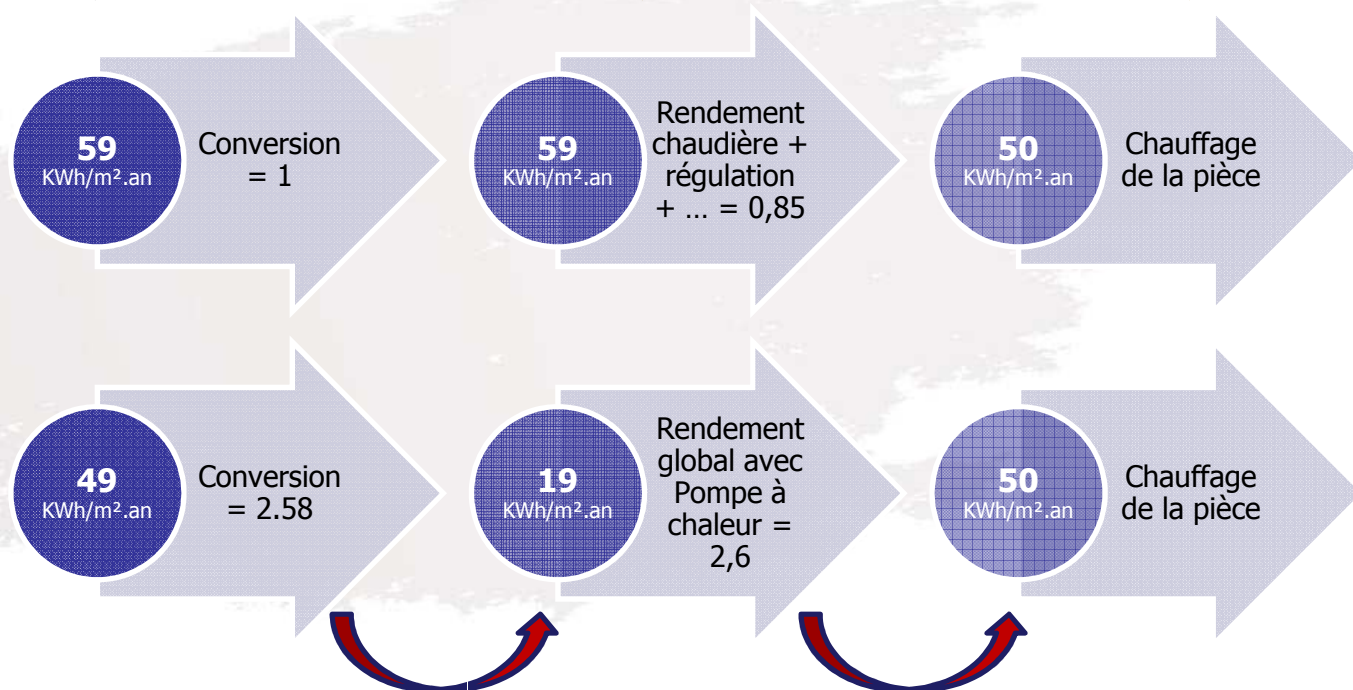 59
KWh/m².an
Conversion
= 1
59
KWh/m².an
Rendement
chaudière +
régulation
+ ... = 0,85
50
KWh/m².an
Chauffage
de la pièce
49
KWh/m².an
Conversion
= 2.58
19
KWh/m².an
Rendement
global avec
Pompe à
chaleur =
2,6
50
KWh/m².an
Chauffage
de la pièce